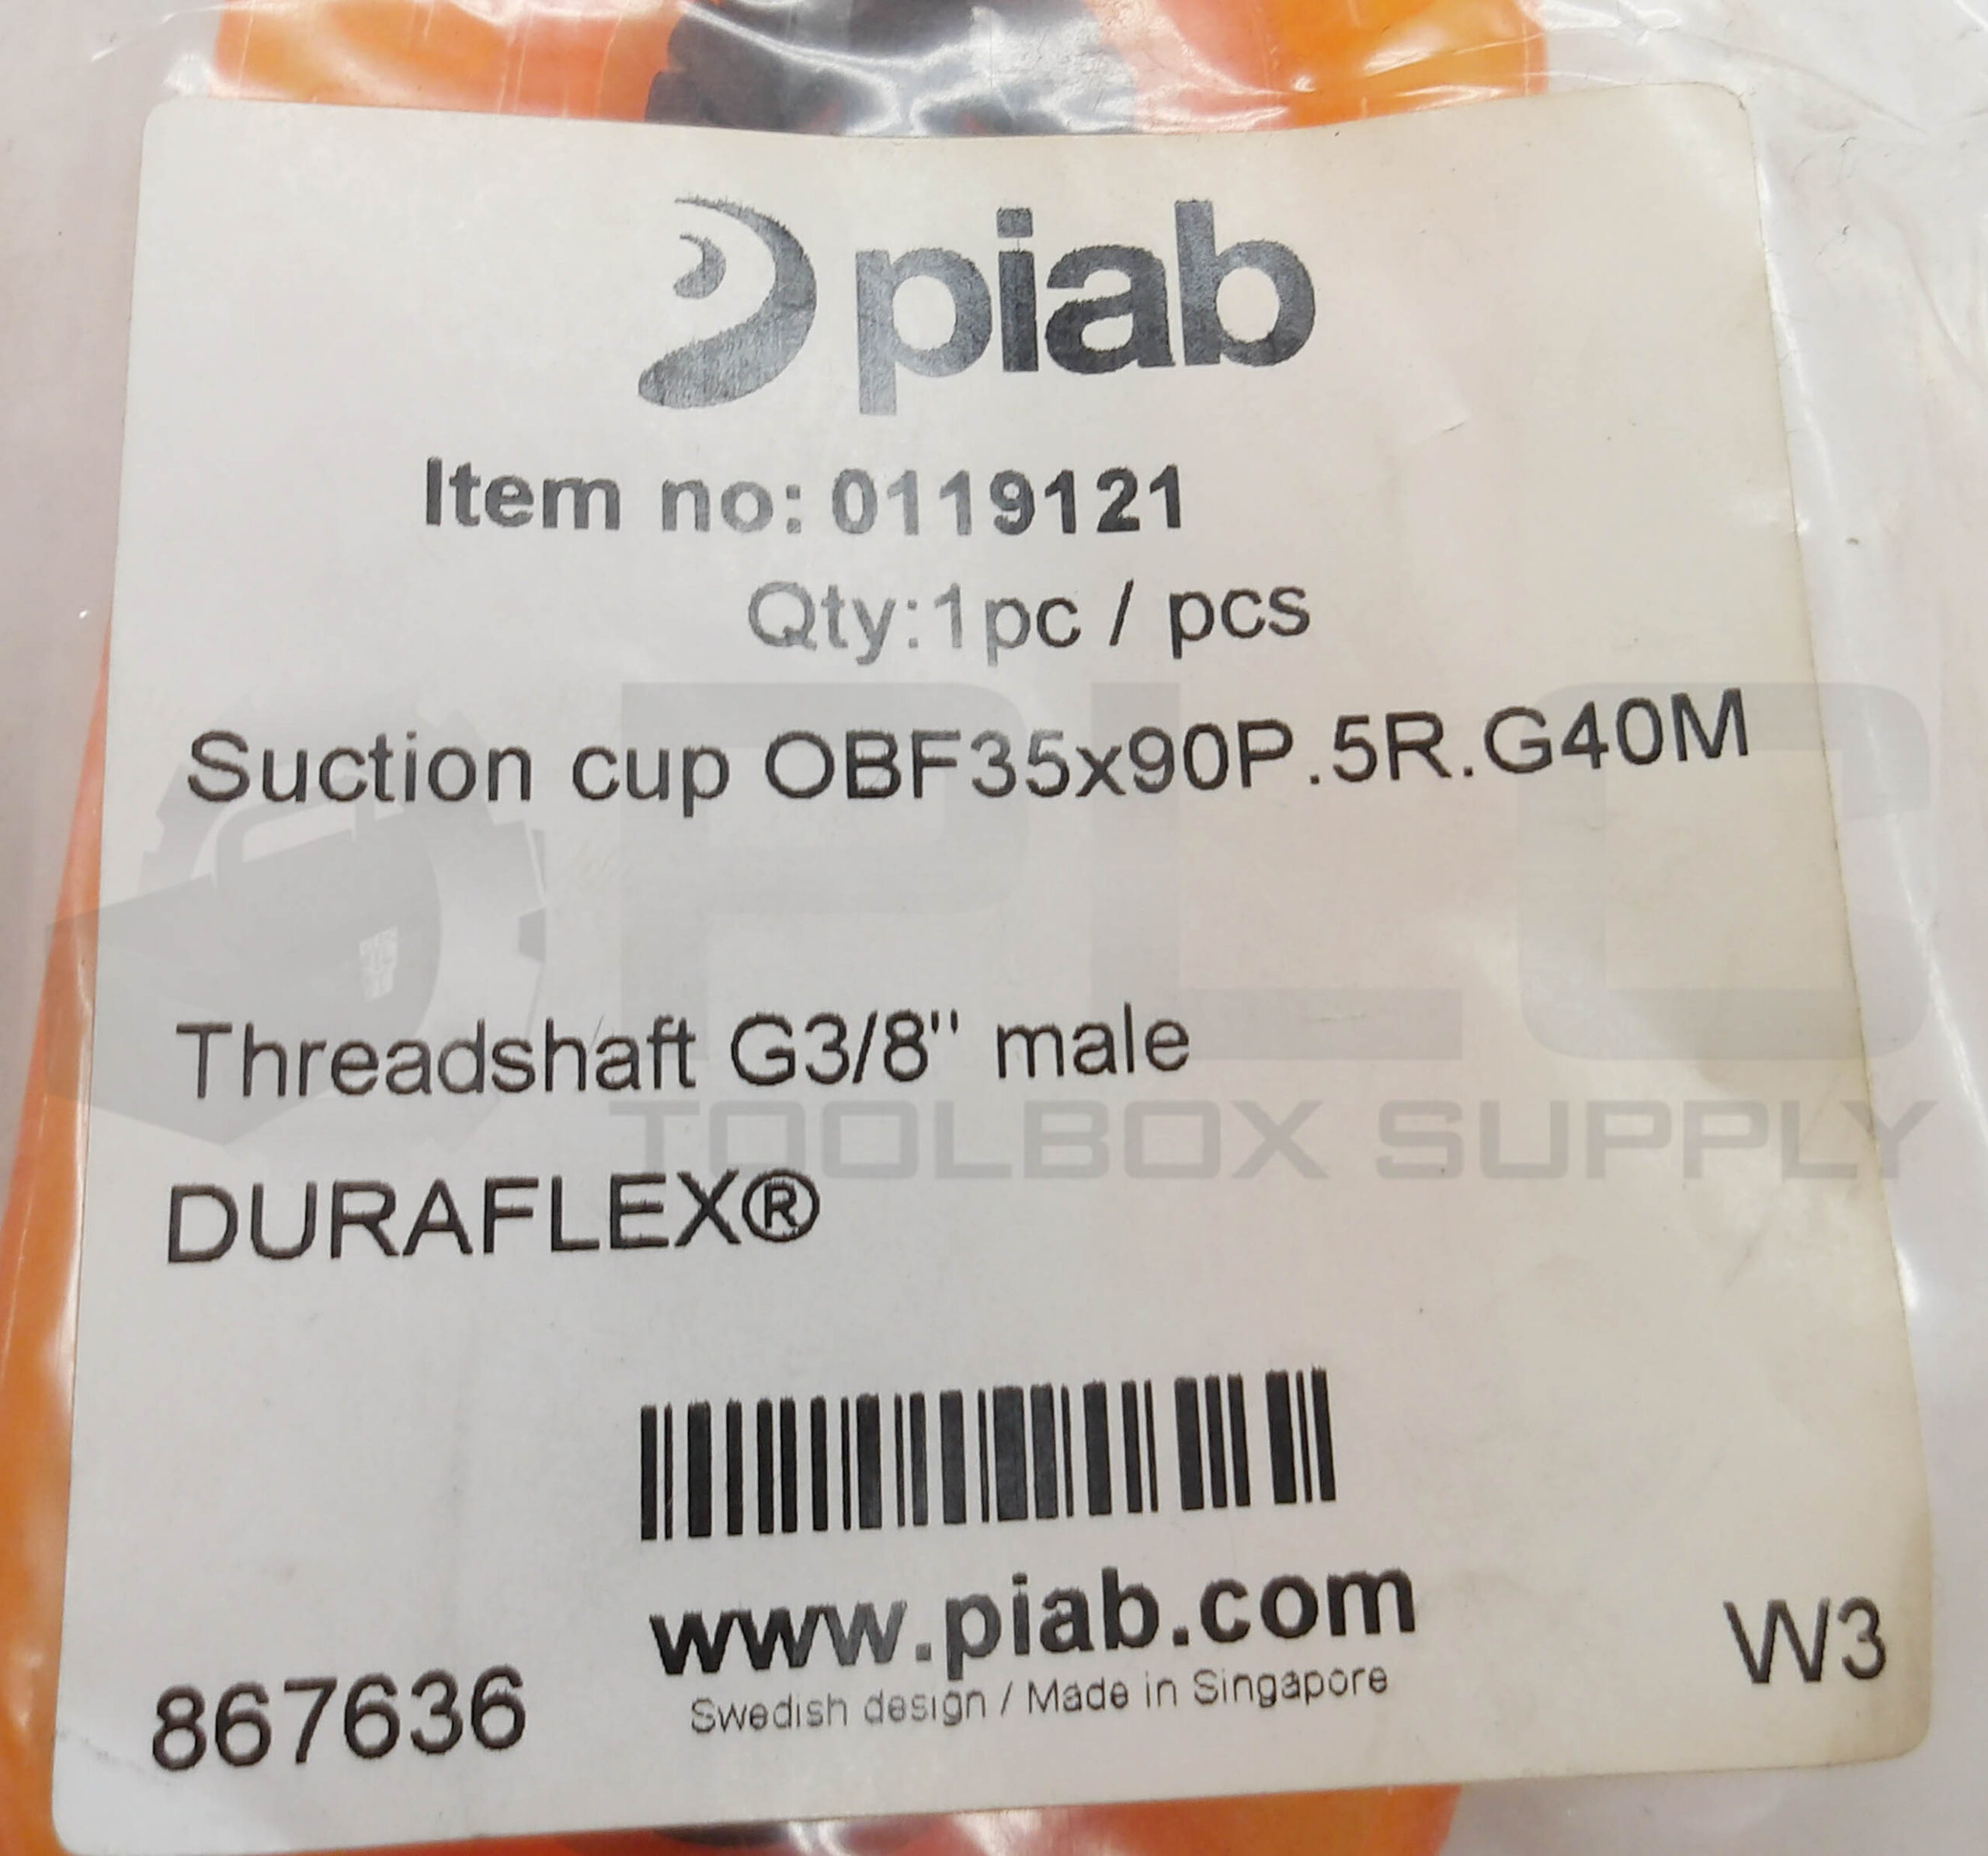 piab
Item no: 0119121
Qty:1pc / pcs
Suction cup OBF35x90P.5R.G40M
Threadshaft G3/8" male
DURAFLEX®
www.piab.com
Swedish design / Made in Singapore
867636
W3
PLC
TOOLBOX SUPPLY